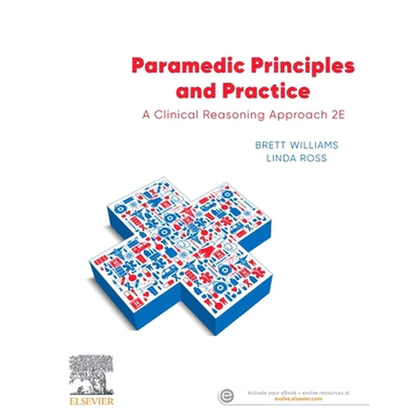 Paramedic Principles
and Practice
A Clinical Reasoning Approach 2E
BRETT WILLIAMS
LINDA ROSS
ELSEVIER
Activate your eBook + evolve resources at
evolve.elsevier.com